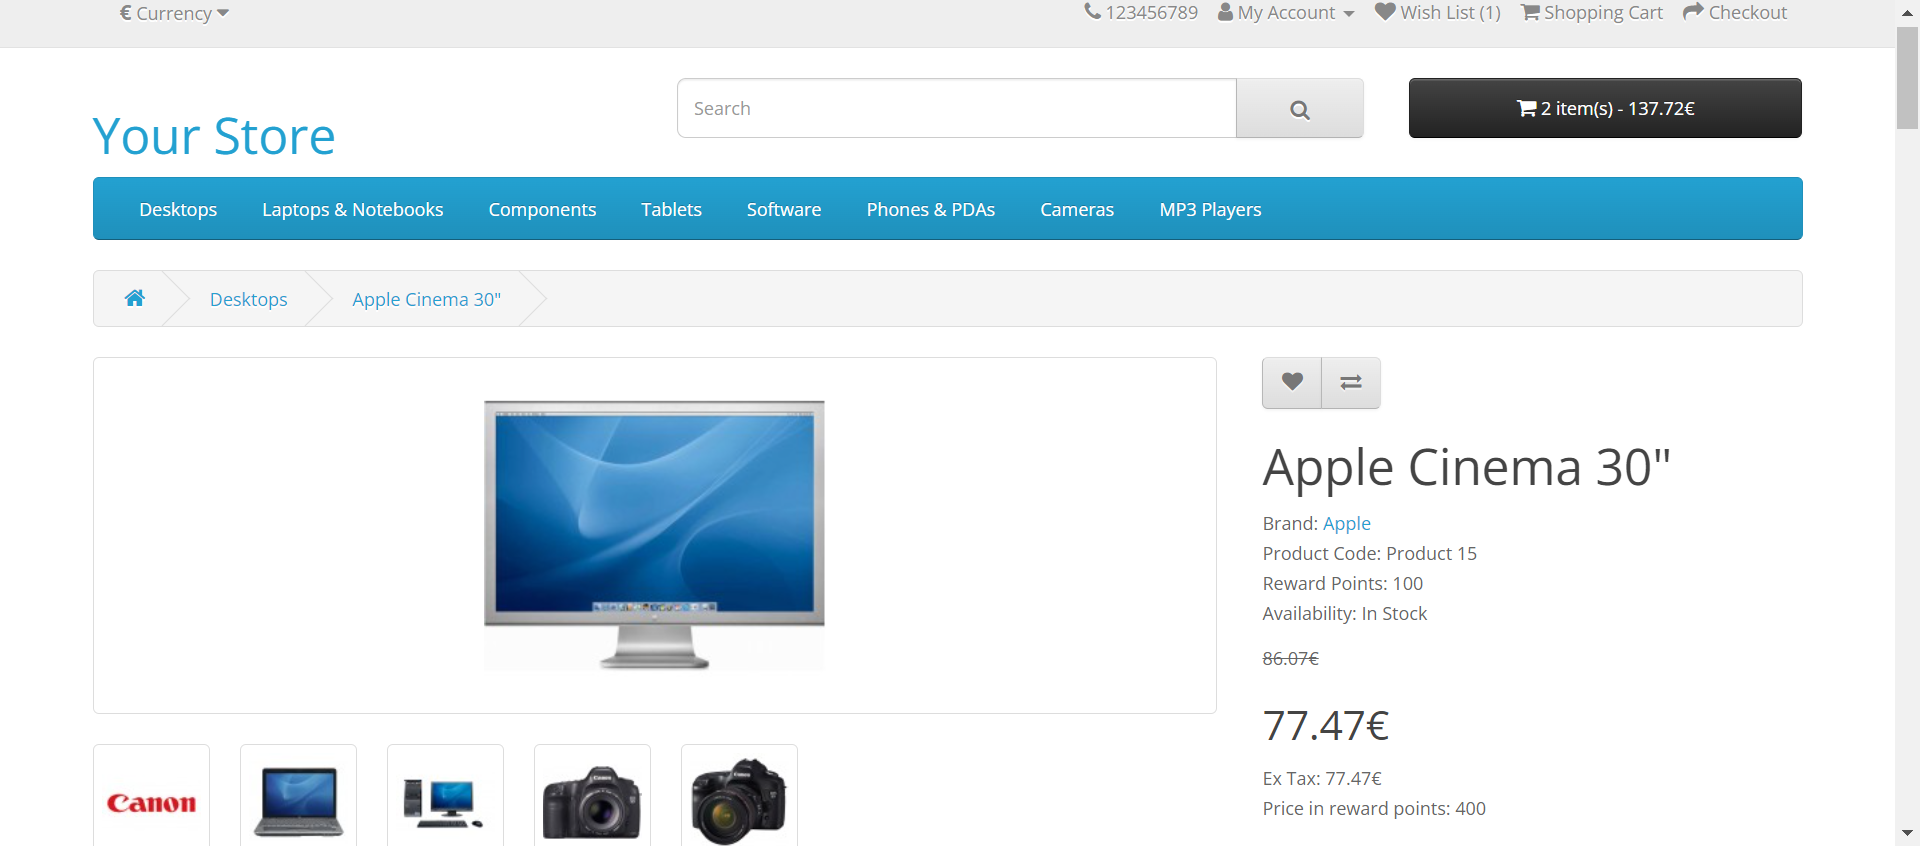 € Currency
123456789 My Account Wish List (1) Shopping Cart Checkout
Your Store
Search
2 item(s) - 137.72€
Desktops Laptops & Notebooks Components Tablets Software Phones & PDAs Cameras MP3 Players
Desktops Apple Cinema 30"
Apple Cinema 30"
Brand: Apple
Product Code: Product 15
Reward Points: 100
Availability: In Stock
86.07€
77.47€
Ex Tax: 77.47€
Price in reward points: 400
Canon
Canon
Canon